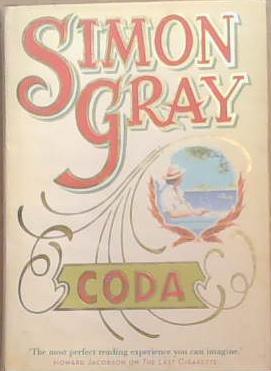 SIMON
GRAY
CODA
'The most perfect reading experience you can imagine.'
HOWARD JACOBSON ON THE LAST CIGARETTE